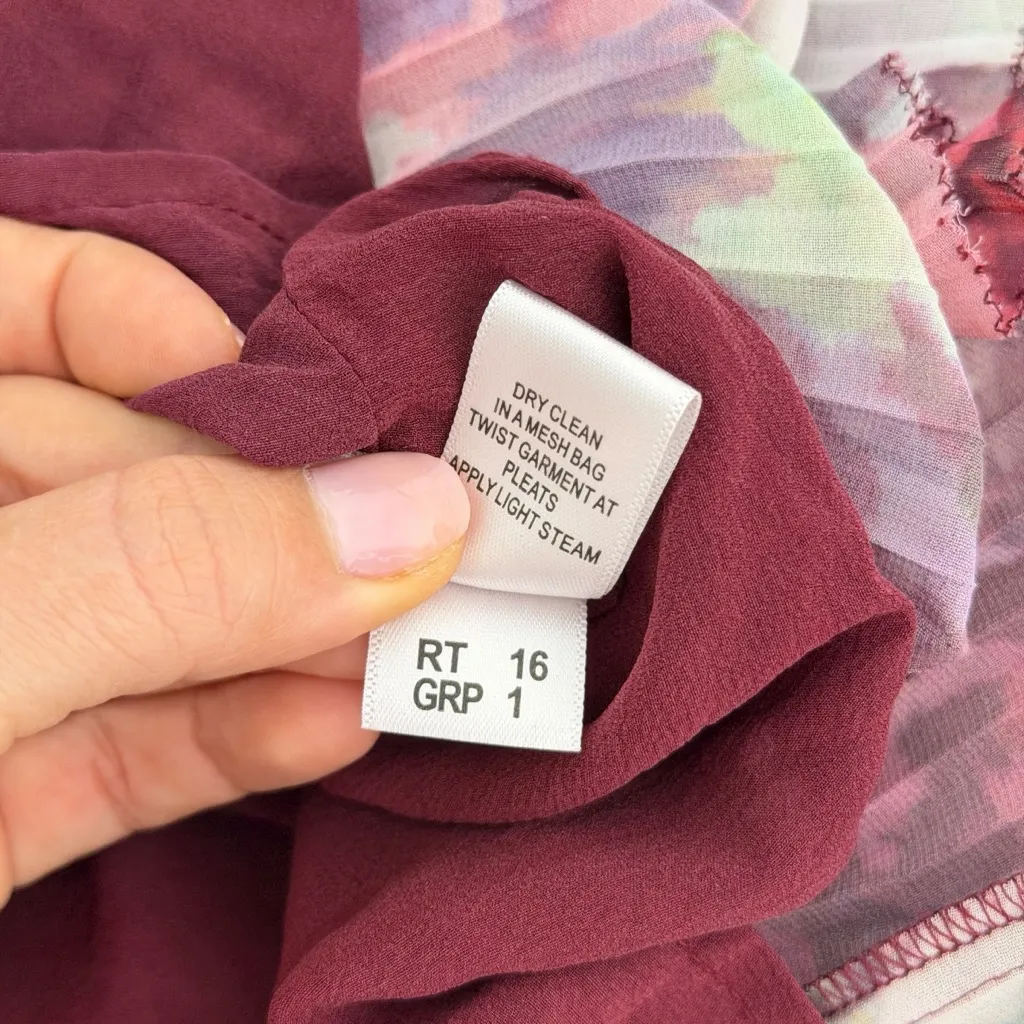 DRY CLEAN
IN A MESH BAG
TWIST GARMENT AT
PLEATS
APPLY LIGHT STEAM
RT 16
GRP 1